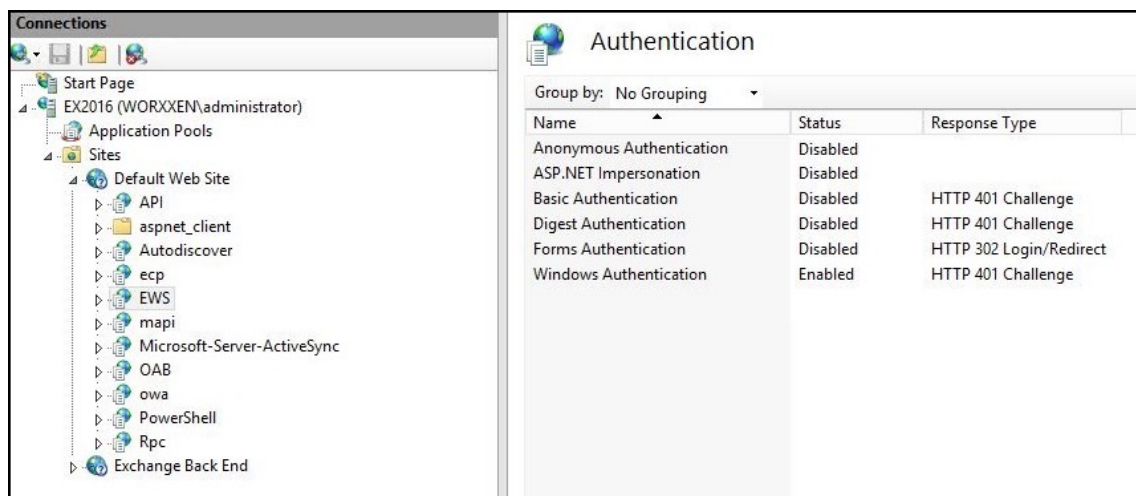 Connections
Start Page
EX2016 (WORXXEN\administrator)
Application Pools
Sites
Default Web Site
API
aspnet_client
Autodiscover
ecp
EWS
mapi
Microsoft-Server-ActiveSync
OAB
owa
PowerShell
Rpc
Exchange Back End
Authentication
Group by: No Grouping
Name Status Response Type
Anonymous Authentication Disabled
ASP.NET Impersonation Disabled
Basic Authentication Disabled HTTP 401 Challenge
Digest Authentication Disabled HTTP 401 Challenge
Forms Authentication Disabled HTTP 302 Login/Redirect
Windows Authentication Enabled HTTP 401 Challenge